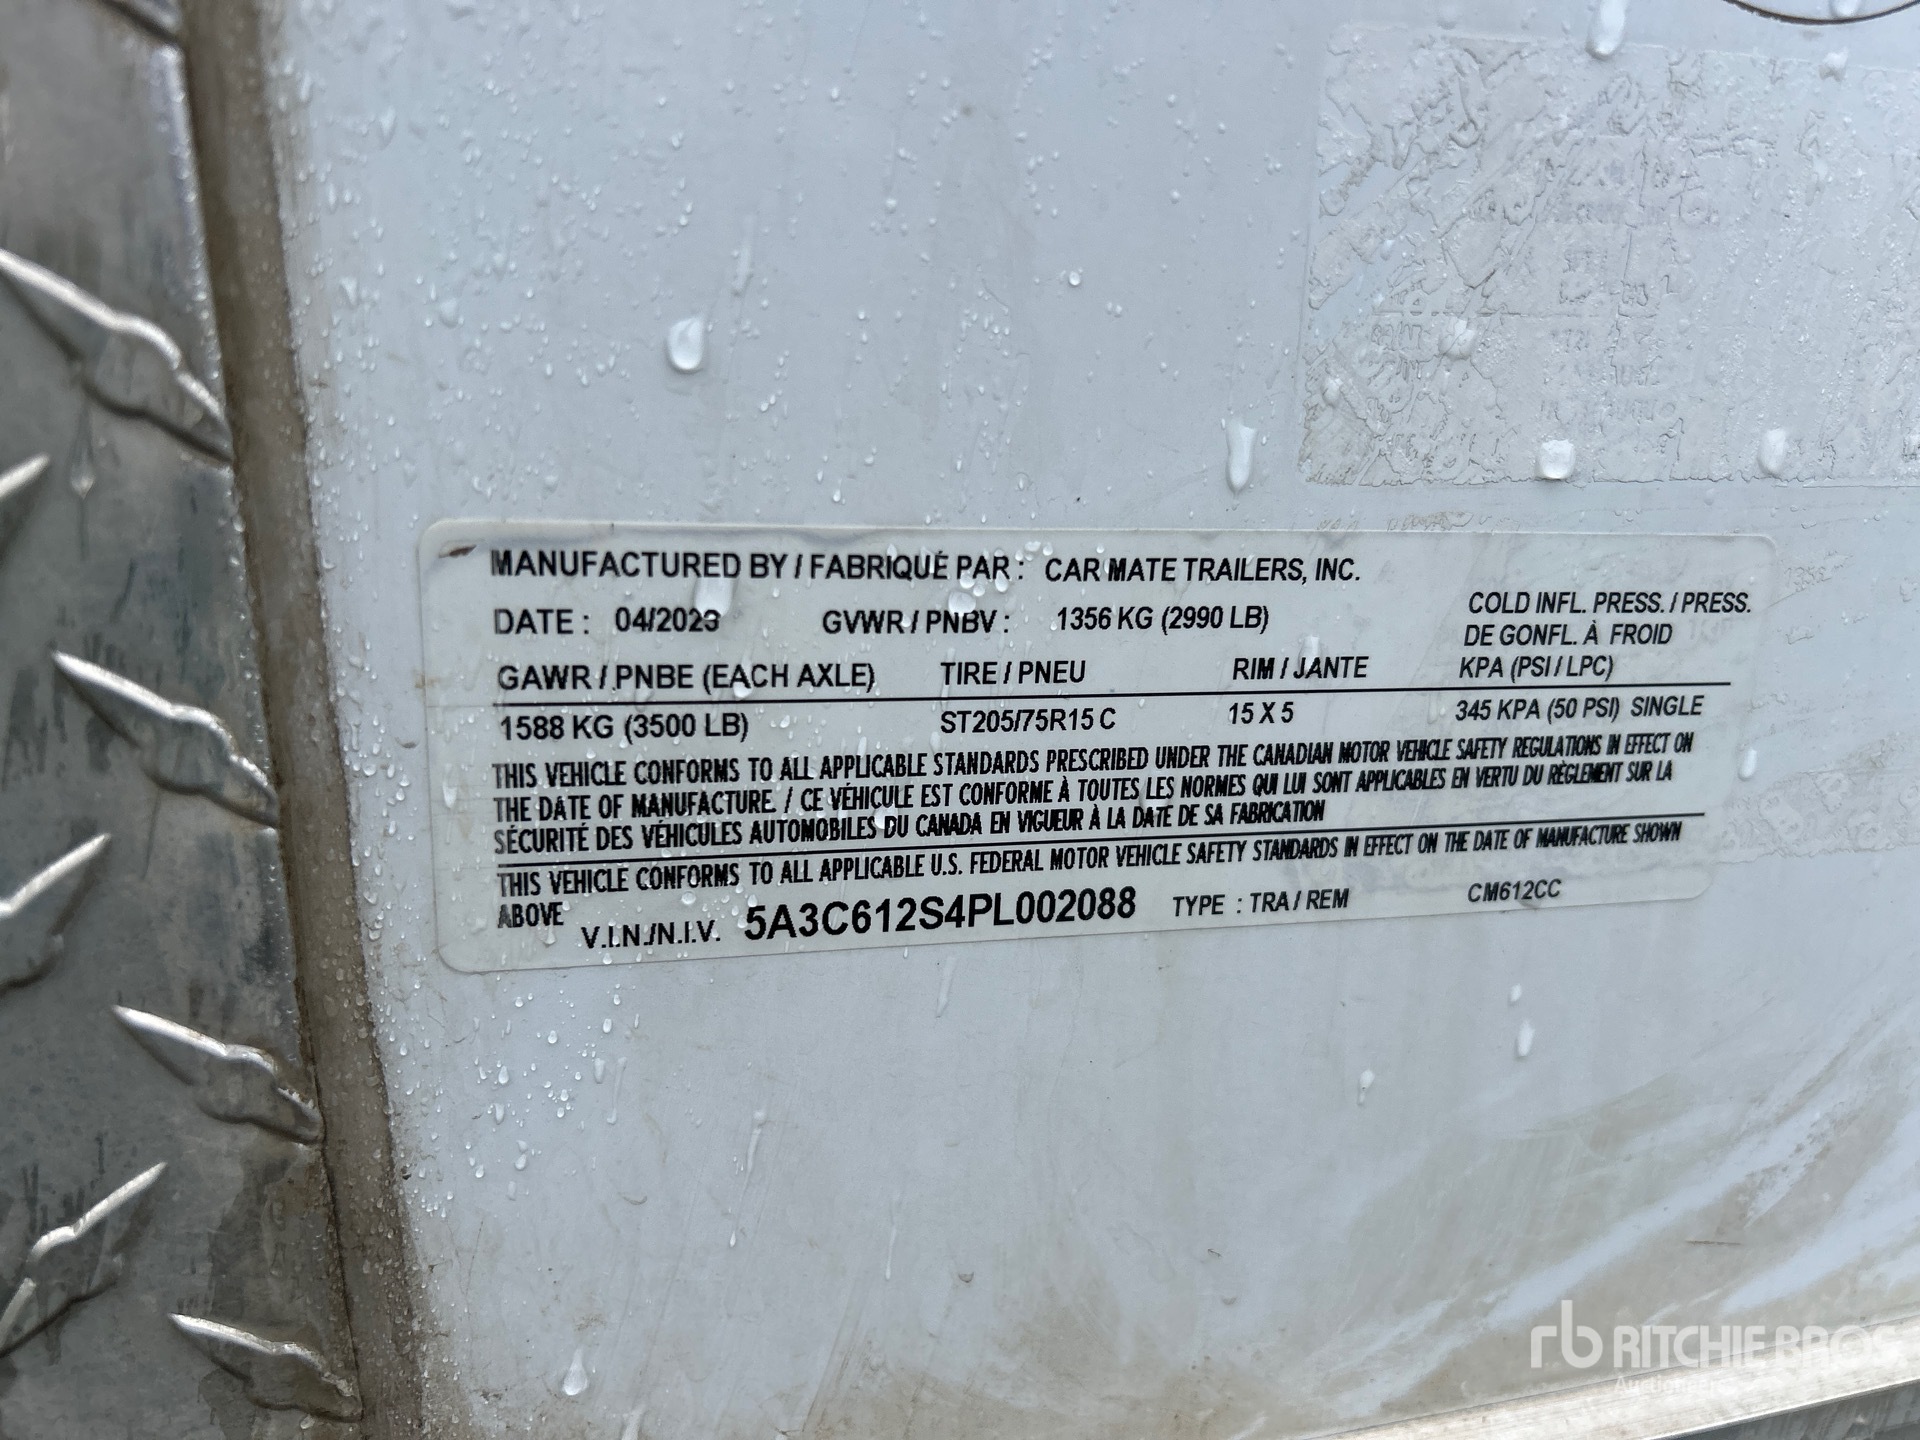 MANUFACTURED BY / FABRIQUÉ PAR : CAR MATE TRAILERS, INC.
DATE : 04/2023 GVWR / PNBV : 1356 KG (2990 LB) COLD INFL. PRESS. / PRESS.
DE GONFL. À FROID
GAWR / PNBE (EACH AXLE) TIRE / PNEU RIM / JANTE KPA (PSI / LPC)
1588 KG (3500 LB) ST205/75R15 C 15 X 5 345 KPA (50 PSI) SINGLE
THIS VEHICLE CONFORMS TO ALL APPLICABLE STANDARDS PRESCRIBED UNDER THE CANADIAN MOTOR VEHICLE SAFETY REGULATIONS IN EFFECT ON
THE DATE OF MANUFACTURE. / CE VÉHICULE EST CONFORME À TOUTES LES NORMES QUI LUI SONT APPLICABLES EN VERTU DU RÈGLEMENT SUR LA
SÉCURITÉ DES VÉHICULES AUTOMOBILES DU CANADA EN VIGUEUR À LA DATE DE SA FABRICATION
THIS VEHICLE CONFORMS TO ALL APPLICABLE U.S. FEDERAL MOTOR VEHICLE SAFETY STANDARDS IN EFFECT ON THE DATE OF MANUFACTURE SHOWN
ABOVE V.I.N./N.I.V. 5A3C612S4PL002088 TYPE : TRA / REM CM612CC
rb RITCHIE BROS
Auctioneers